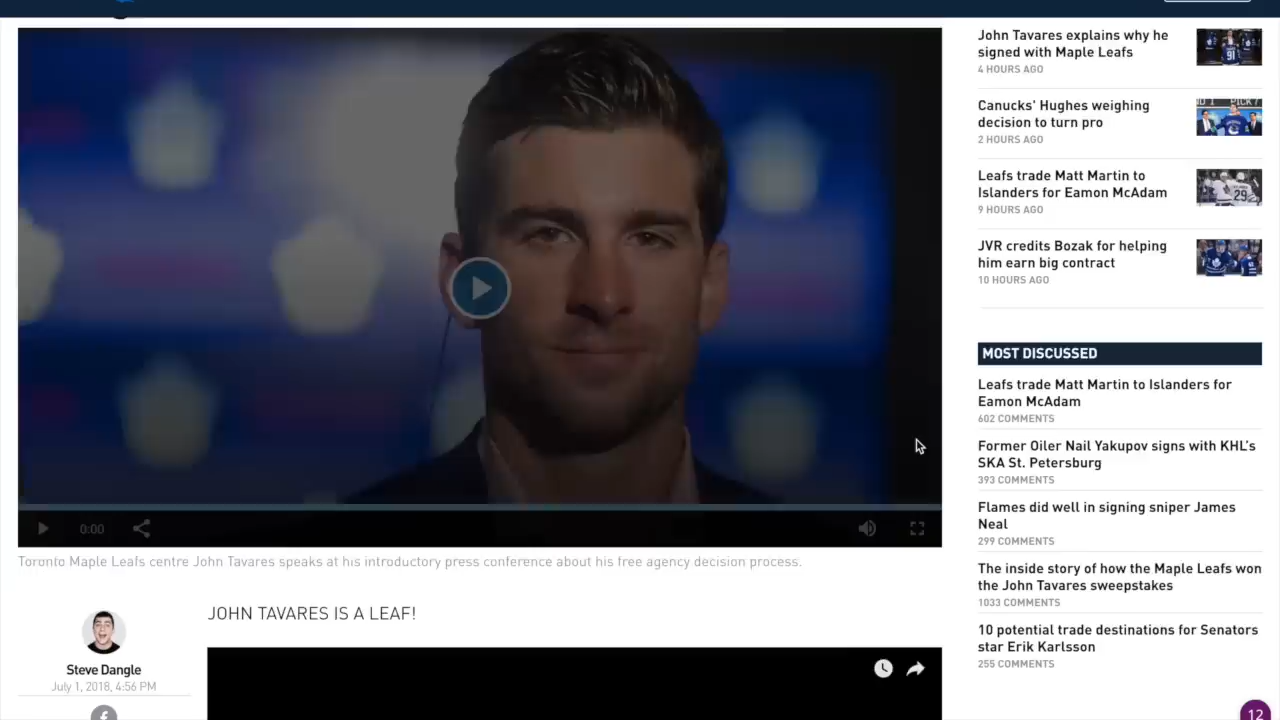 0:00
Toronto Maple Leafs centre John Tavares speaks at his introductory press conference about his free agency decision process.
JOHN TAVARES IS A LEAF!
Steve Dangle
July 1, 2018, 4:56 PM
John Tavares explains why he
signed with Maple Leafs
4 HOURS AGO
91
Canucks' Hughes weighing
decision to turn pro
2 HOURS AGO
PICK 7
Leafs trade Matt Martin to
Islanders for Eamon McAdam
9 HOURS AGO
29
JVR credits Bozak for helping
him earn big contract
10 HOURS AGO
MOST DISCUSSED
Leafs trade Matt Martin to Islanders for
Eamon McAdam
602 COMMENTS
Former Oiler Nail Yakupov signs with KHL's
SKA St. Petersburg
393 COMMENTS
Flames did well in signing sniper James
Neal
299 COMMENTS
The inside story of how the Maple Leafs won
the John Tavares sweepstakes
1033 COMMENTS
10 potential trade destinations for Senators
star Erik Karlsson
255 COMMENTS
12